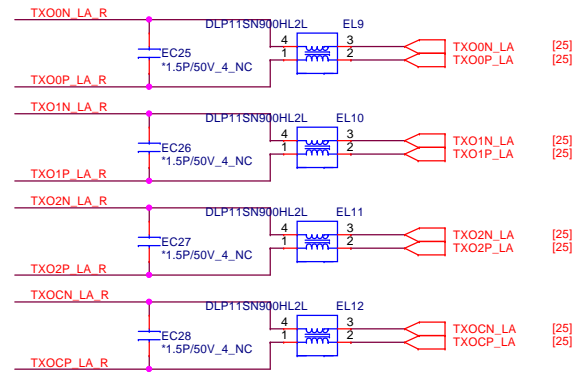 TXO0N_LA_R
DLP11SN900HL2L EL9
4 3 TXO0N_LA [25]
EC25
1 2 TXO0P_LA [25]
*1.5P/50V_4_NC
TXO0P_LA_R
TXO1N_LA_R
DLP11SN900HL2L EL10
4 3 TXO1N_LA [25]
EC26
1 2 TXO1P_LA [25]
*1.5P/50V_4_NC
TXO1P_LA_R
TXO2N_LA_R
DLP11SN900HL2L EL11
4 3 TXO2N_LA [25]
EC27
1 2 TXO2P_LA [25]
*1.5P/50V_4_NC
TXO2P_LA_R
TXOCN_LA_R
DLP11SN900HL2L EL12
4 3 TXOCN_LA [25]
EC28
1 2 TXOCP_LA [25]
*1.5P/50V_4_NC
TXOCP_LA_R